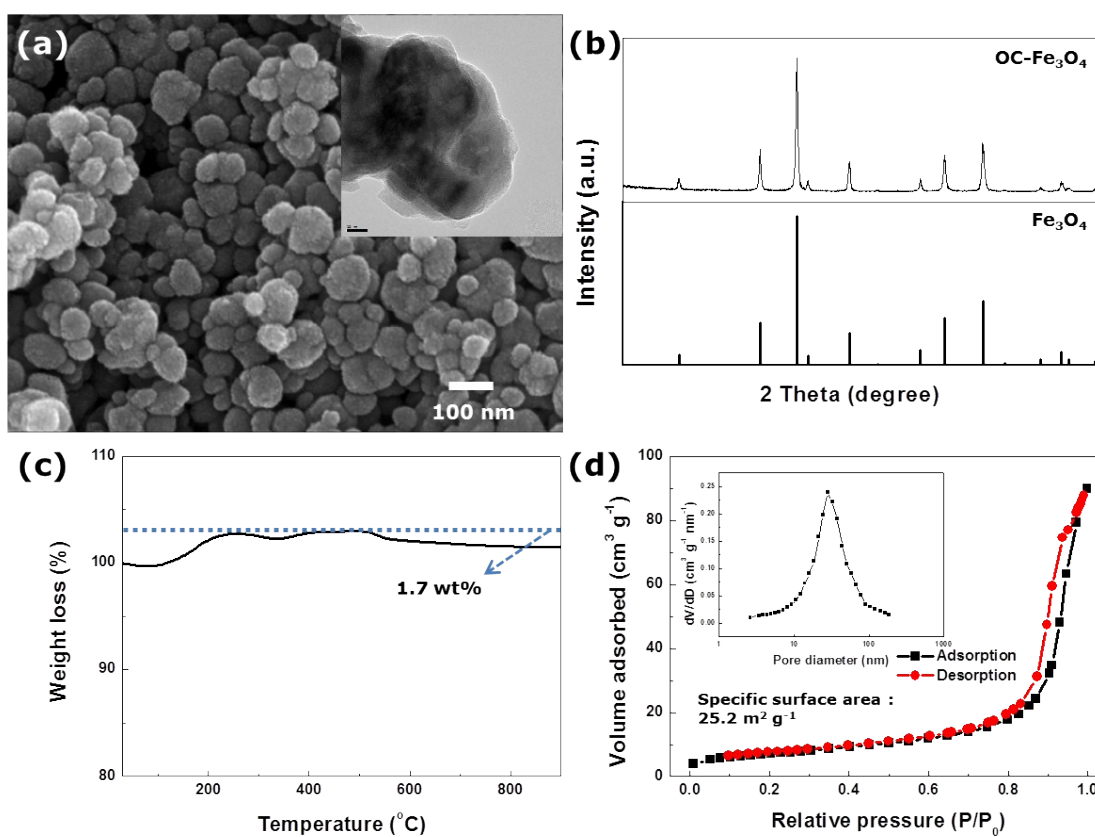 (a)
100 nm
(b)
OC-Fe₃O₄
Fe₃O₄
Intensity (a.u.)
2 Theta (degree)
(c)
110
100
90
80
Weight loss (%)
1.7 wt%
200
400
600
800
Temperature (°C)
(d)
100
80
60
40
20
0
Volume adsorbed (cm³ g⁻¹)
0.25
0.20
0.15
0.10
0.05
0.00
dV/dD (cm³ g⁻¹ nm⁻¹)
1
10
100
1000
Pore diameter (nm)
Adsorption
Desorption
Specific surface area :
25.2 m² g⁻¹
0.0
0.2
0.4
0.6
0.8
1.0
Relative pressure (P/P₀)